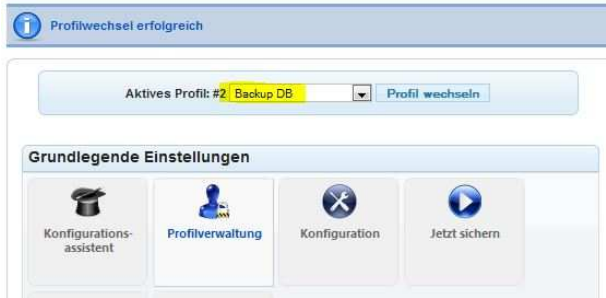 Profilwechsel erfolgreich
Aktives Profil: #2 Backup DB Profil wechseln
Grundlegende Einstellungen
Konfigurations-
assistent
Profilverwaltung
Konfiguration
Jetzt sichern